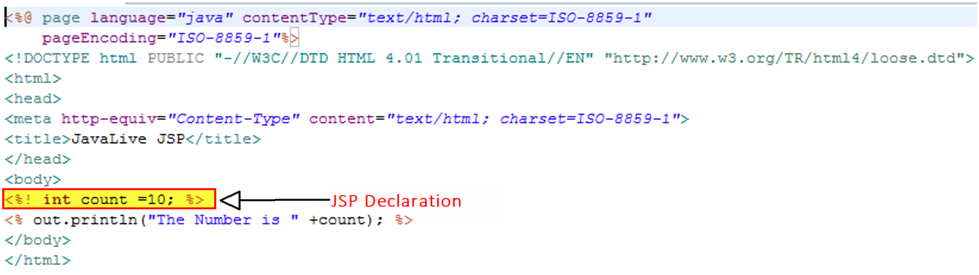 <%@ page language="java" contentType="text/html; charset=ISO-8859-1"
    pageEncoding="ISO-8859-1"%>
<!DOCTYPE html PUBLIC "-//W3C//DTD HTML 4.01 Transitional//EN" "http://www.w3.org/TR/html4/loose.dtd">
<html>
<head>
<meta http-equiv="Content-Type" content="text/html; charset=ISO-8859-1">
<title>JavaLive JSP</title>
</head>
<body>
<%! int count =10; %> JSP Declaration
<% out.println("The Number is " +count); %>
</body>
</html>